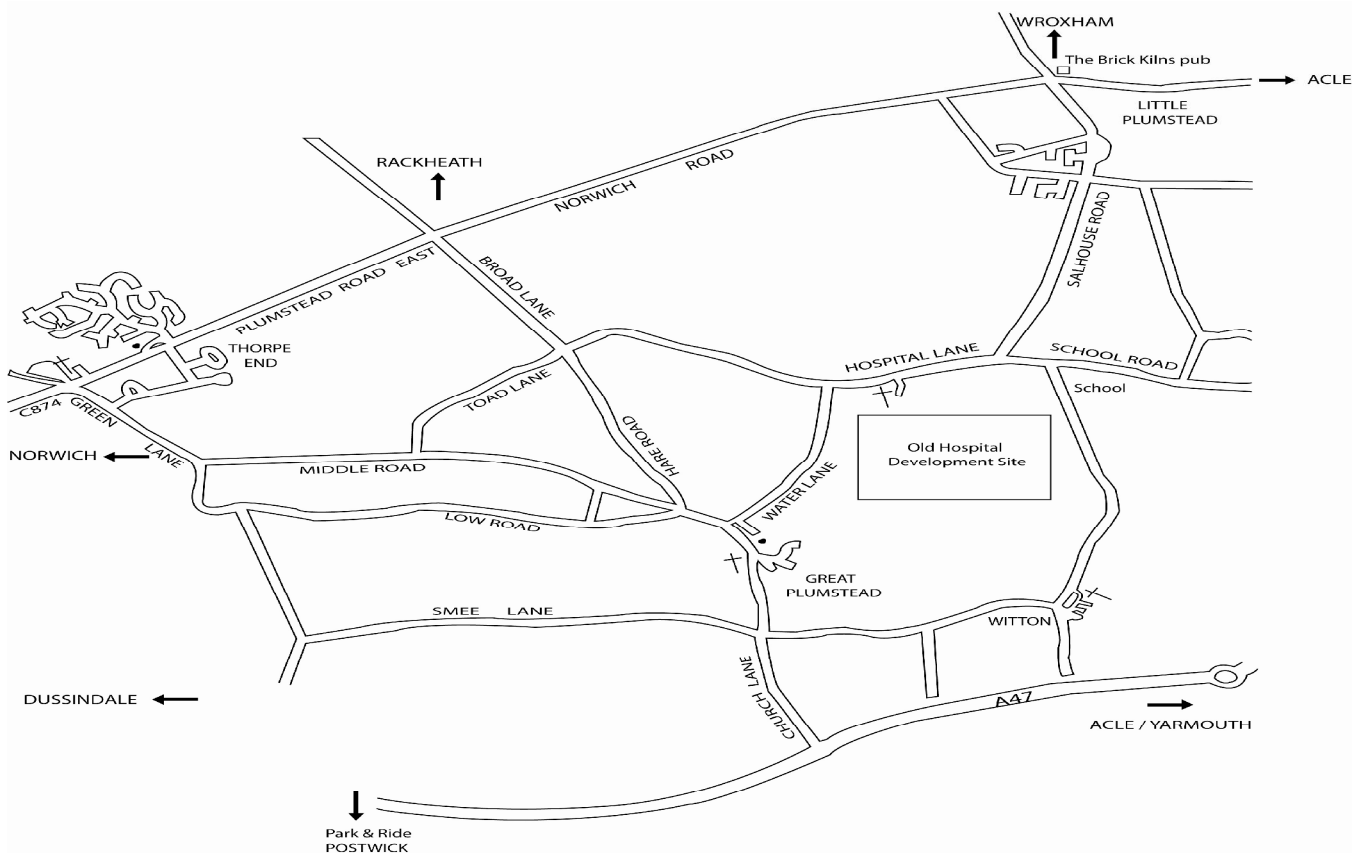 WROXHAM
The Brick Kilns pub
ACLE
LITTLE
PLUMSTEAD
RACKHEATH
NORWICH ROAD
SALHOUSE ROAD
PLUMSTEAD ROAD EAST
BROAD LANE
THORPE
END
HOSPITAL LANE
SCHOOL ROAD
School
TOAD LANE
C874
GREEN LANE
HARE ROAD
Old Hospital
Development Site
NORWICH
MIDDLE ROAD
WATER LANE
LOW ROAD
GREAT
PLUMSTEAD
SMEE LANE
WITTON
CHURCH LANE
DUSSINDALE
A47
ACLE / YARMOUTH
Park & Ride
POSTWICK